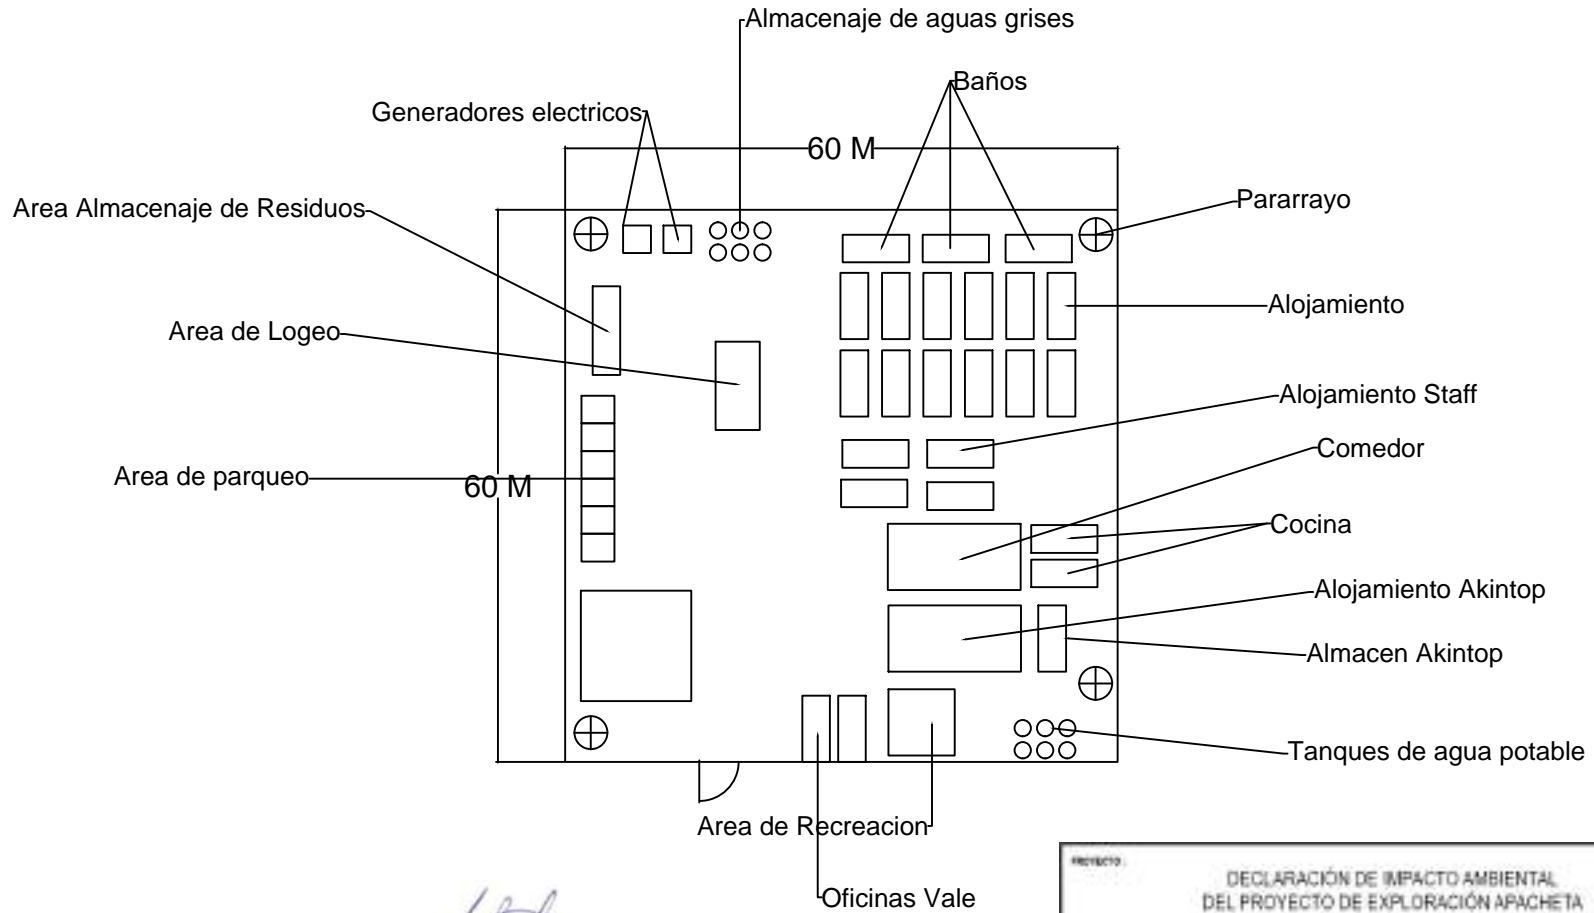 Almacenaje de aguas grises
Baños
Generadores electricos
60 M
Area Almacenaje de Residuos
Pararrayo
Alojamiento
Area de Logeo
Alojamiento Staff
Comedor
Area de parqueo
60 M
Cocina
Alojamiento Akintop
Almacen Akintop
Tanques de agua potable
Area de Recreacion
Oficinas Vale
PROYECTO :
DECLARACIÓN DE IMPACTO AMBIENTAL
DEL PROYECTO DE EXPLORACIÓN APACHETA